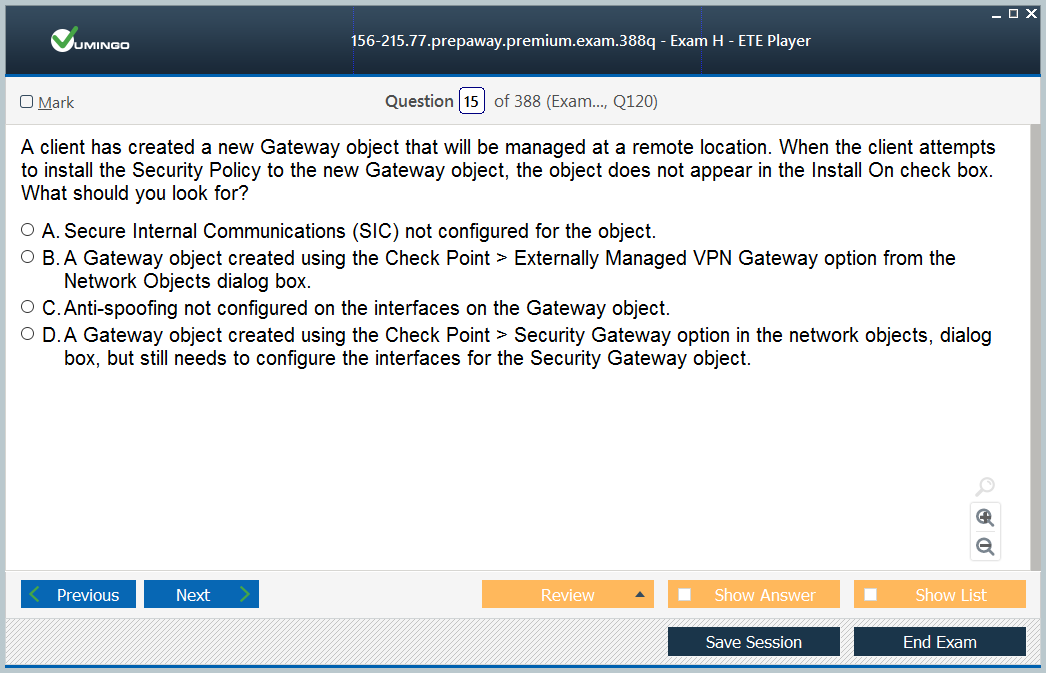 VUMINGO
156-215.77.prepaway.premium.exam.388q - Exam H - ETE Player
Mark
Question 15 of 388 (Exam..., Q120)
A client has created a new Gateway object that will be managed at a remote location. When the client attempts
to install the Security Policy to the new Gateway object, the object does not appear in the Install On check box.
What should you look for?
A. Secure Internal Communications (SIC) not configured for the object.
B. A Gateway object created using the Check Point > Externally Managed VPN Gateway option from the
Network Objects dialog box.
C. Anti-spoofing not configured on the interfaces on the Gateway object.
D. A Gateway object created using the Check Point > Security Gateway option in the network objects, dialog
box, but still needs to configure the interfaces for the Security Gateway object.
Previous Next Review Show Answer Show List
Save Session End Exam